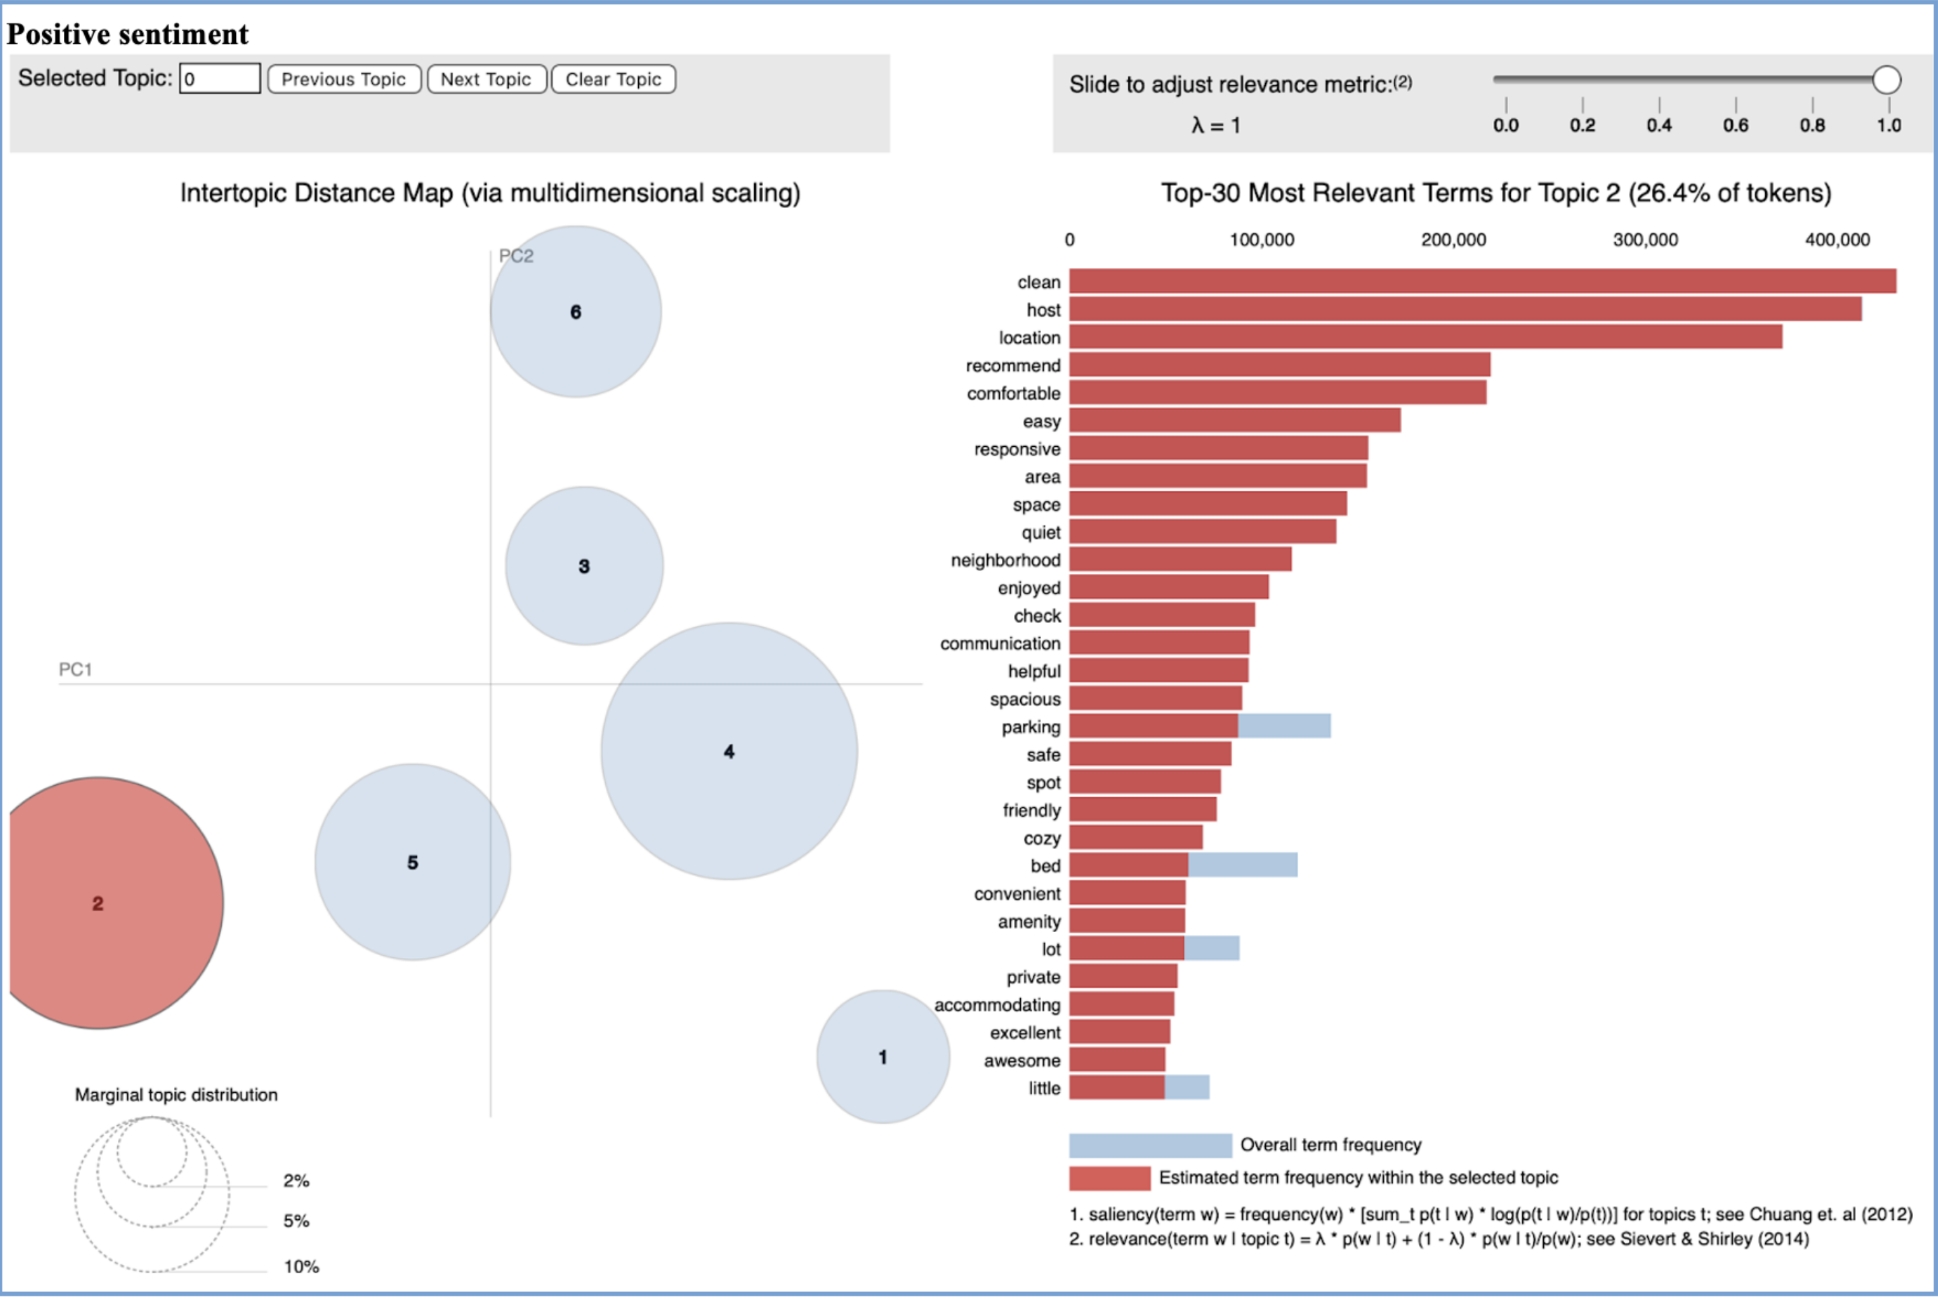 Positive sentiment
Selected Topic: 0 Previous Topic Next Topic Clear Topic
Slide to adjust relevance metric:(2)
λ = 1
0.0 0.2 0.4 0.6 0.8 1.0
Intertopic Distance Map (via multidimensional scaling)
PC2
PC1
6
3
4
5
2
1
Marginal topic distribution
2%
5%
10%
Top-30 Most Relevant Terms for Topic 2 (26.4% of tokens)
0 100,000 200,000 300,000 400,000
clean
host
location
recommend
comfortable
easy
responsive
area
space
quiet
neighborhood
enjoyed
check
communication
helpful
spacious
parking
safe
spot
friendly
cozy
bed
convenient
amenity
lot
private
accommodating
excellent
awesome
little
Overall term frequency
Estimated term frequency within the selected topic
1. saliency(term w) = frequency(w) * [sum_t p(t | w) * log(p(t | w)/p(t))] for topics t; see Chuang et. al (2012)
2. relevance(term w | topic t) = λ * p(w | t) + (1 - λ) * p(w | t)/p(w); see Sievert & Shirley (2014)